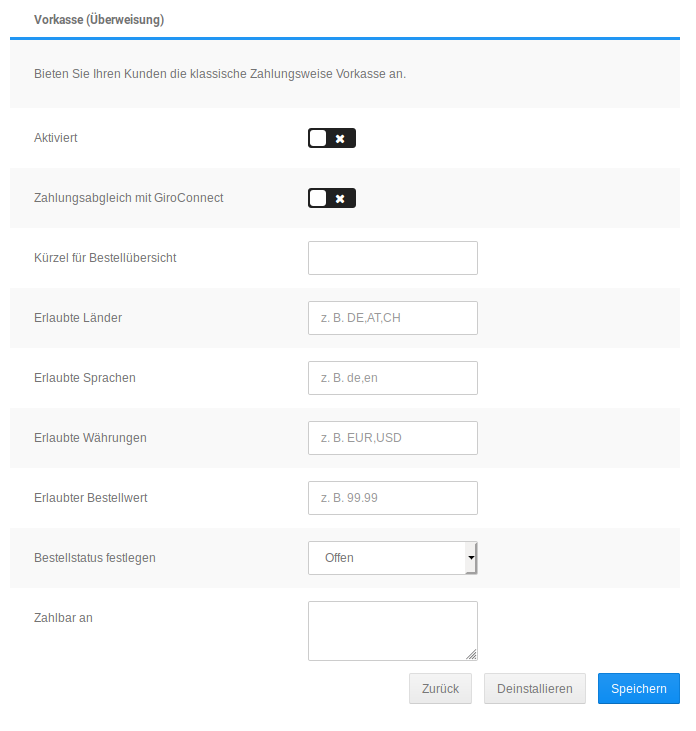 Vorkasse (Überweisung)
Bieten Sie Ihren Kunden die klassische Zahlungsweise Vorkasse an.
Aktiviert
Zahlungsabgleich mit GiroConnect
Kürzel für Bestellübersicht
Erlaubte Länder
z. B. DE,AT,CH
Erlaubte Sprachen
z. B. de,en
Erlaubte Währungen
z. B. EUR,USD
Erlaubter Bestellwert
z. B. 99.99
Bestellstatus festlegen
Offen
Zahlbar an
Zurück
Deinstallieren
Speichern